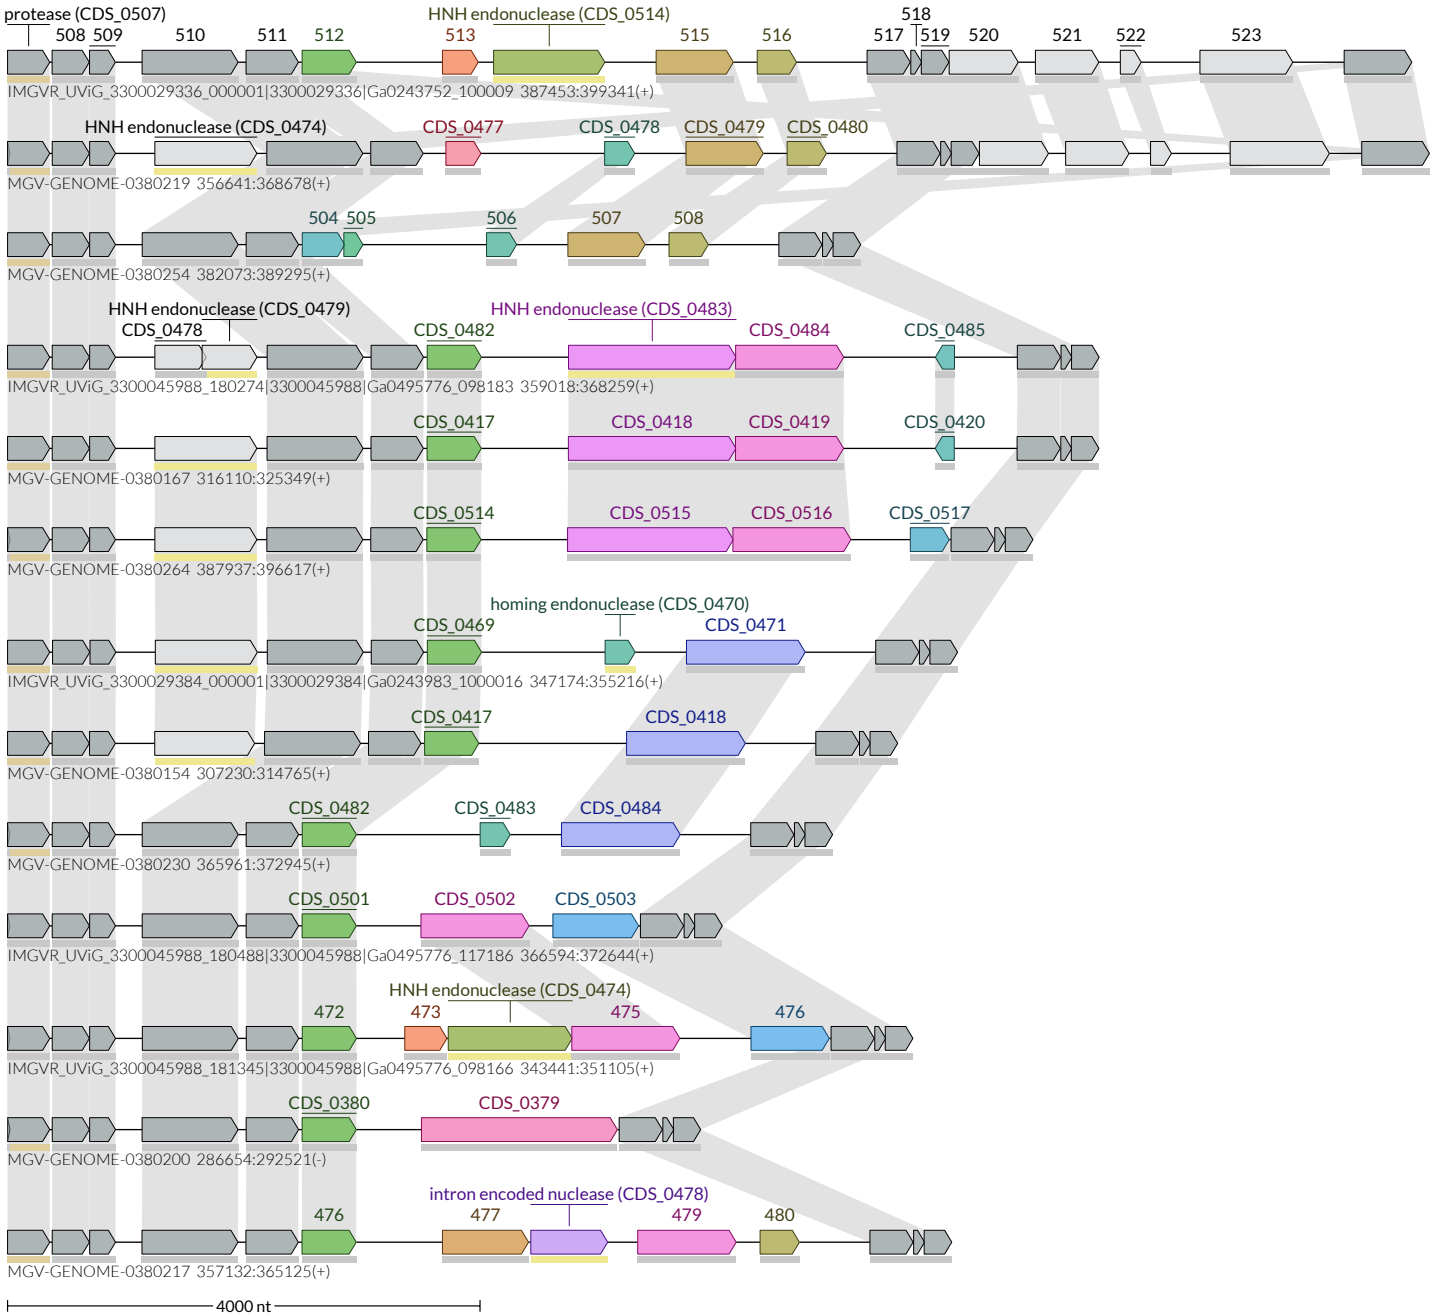 protease (CDS_0507) HNH endonuclease (CDS_0514) 518
508 509 510 511 512 513 515 516 517 519 520 521 522 523
IMGVR_UViG_3300029336_000001|3300029336|Ga0243752_100009 387453:399341(+)
HNH endonuclease (CDS_0474) CDS_0477 CDS_0478 CDS_0479 CDS_0480
MGV-GENOME-0380219 356641:368678(+)
504 505 506 507 508
MGV-GENOME-0380254 382073:389295(+)
HNH endonuclease (CDS_0479) HNH endonuclease (CDS_0483)
CDS_0478 CDS_0482 CDS_0484 CDS_0485
IMGVR_UViG_3300045988_180274|3300045988|Ga0495776_098183 359018:368259(+)
CDS_0417 CDS_0418 CDS_0419 CDS_0420
MGV-GENOME-0380167 316110:325349(+)
CDS_0514 CDS_0515 CDS_0516 CDS_0517
MGV-GENOME-0380264 387937:396617(+)
homing endonuclease (CDS_0470)
CDS_0469 CDS_0471
IMGVR_UViG_3300029384_000001|3300029384|Ga0243983_1000016 347174:355216(+)
CDS_0417 CDS_0418
MGV-GENOME-0380154 307230:314765(+)
CDS_0482 CDS_0483 CDS_0484
MGV-GENOME-0380230 365961:372945(+)
CDS_0501 CDS_0502 CDS_0503
IMGVR_UViG_3300045988_180488|3300045988|Ga0495776_117186 366594:372644(+)
HNH endonuclease (CDS_0474)
472 473 475 476
IMGVR_UViG_3300045988_181345|3300045988|Ga0495776_098166 343441:351105(+)
CDS_0380 CDS_0379
MGV-GENOME-0380200 286654:292521(-)
intron encoded nuclease (CDS_0478)
476 477 479 480
MGV-GENOME-0380217 357132:365125(+)
4000 nt